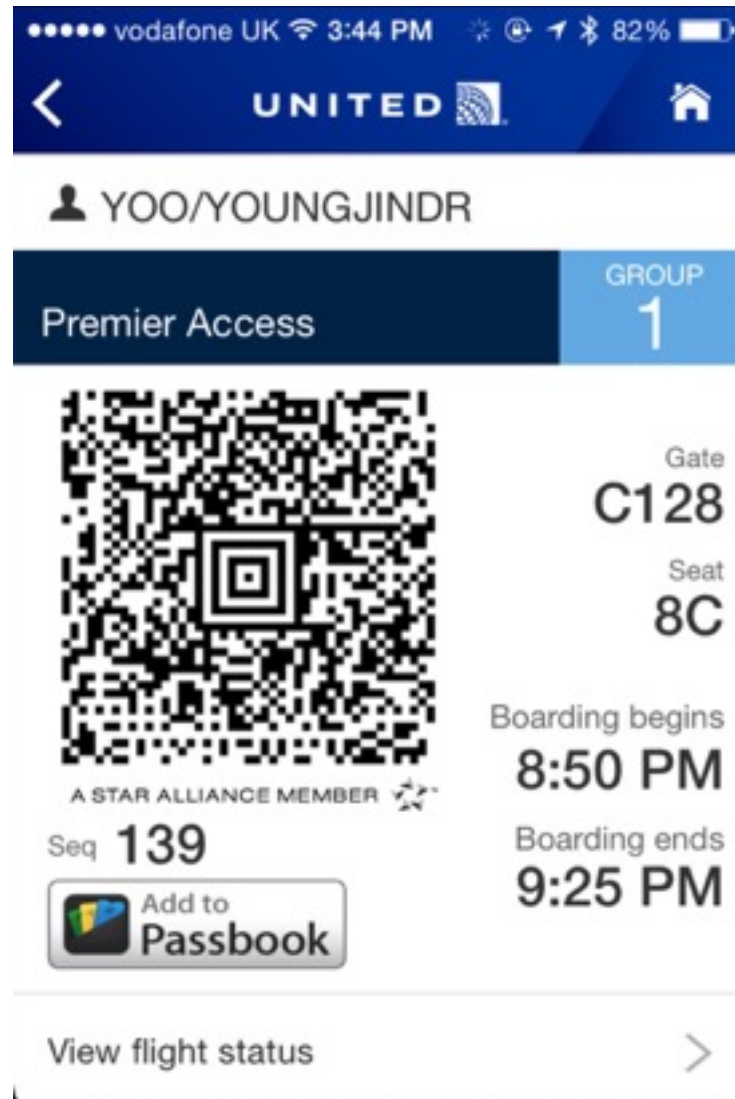 vodafone UK 3:44 PM 82%
UNITED
YOO/YOUNGJINDR
Premier Access
GROUP
1
Gate
C128
Seat
8C
Boarding begins
8:50 PM
Boarding ends
9:25 PM
A STAR ALLIANCE MEMBER
Seq 139
Add to
Passbook
View flight status